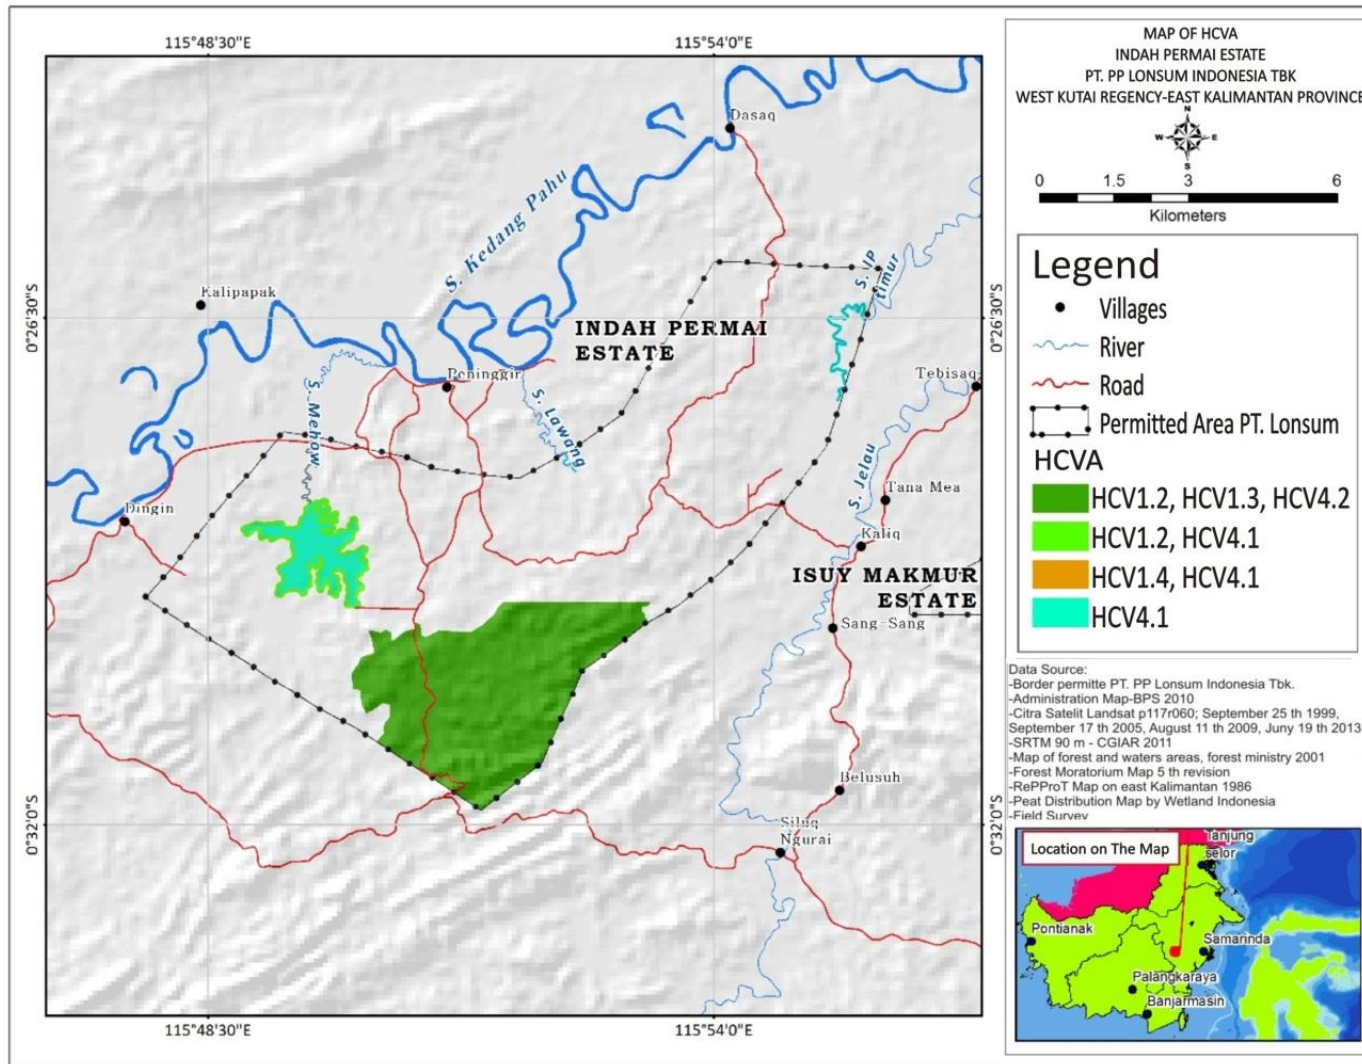 115°48'30"E
115°54'0"E
Dasaq
S. Kedang Pahu
S. IP
timur
Kalipapak
0°26'30"S
0°26'30"S
INDAH PERMAI
ESTATE
Peninggir
Tebisaq
S. Mehow
S. Lawang
S. Jelau
Tana Mea
Dingin
Kaliq
ISUY MAKMUR
ESTATE
Sang-Sang
Belusuh
0°32'0"S
0°32'0"S
Siluq
Ngurai
115°48'30"E
115°54'0"E
MAP OF HCVA
INDAH PERMAI ESTATE
PT. PP LONSUM INDONESIA TBK
WEST KUTAI REGENCY-EAST KALIMANTAN PROVINCE
N
W E
S
0 1.5 3 6
Kilometers
Legend
Villages
River
Road
Permitted Area PT. Lonsum
HCVA
HCV1.2, HCV1.3, HCV4.2
HCV1.2, HCV4.1
HCV1.4, HCV4.1
HCV4.1
Data Source:
-Border permitte PT. PP Lonsum Indonesia Tbk.
-Administration Map-BPS 2010
-Citra Satelit Landsat p117r060; September 25 th 1999,
September 17 th 2005, August 11 th 2009, Juny 19 th 2013
-SRTM 90 m - CGIAR 2011
-Map of forest and waters areas, forest ministry 2001
-Forest Moratorium Map 5 th revision
-RePPProT Map on east Kalimantan 1986
-Peat Distribution Map by Wetland Indonesia
-Field Survey
Location on The Map
Tanjung
selor
Pontianak
Samarinda
Palangkaraya
Banjarmasin